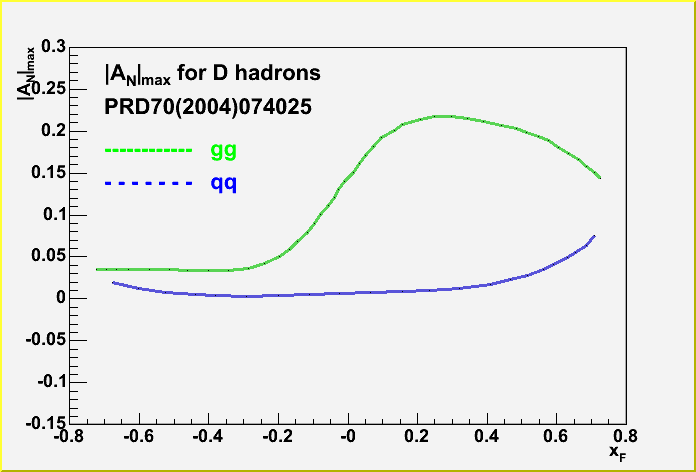 0.3
0.25
0.2
0.15
0.1
0.05
0
-0.05
-0.1
-0.15
|A_N|_max
|A_N|_max for D hadrons
PRD70(2004)074025
gg
qq
-0.8 -0.6 -0.4 -0.2 -0 0.2 0.4 0.6 0.8
x_F